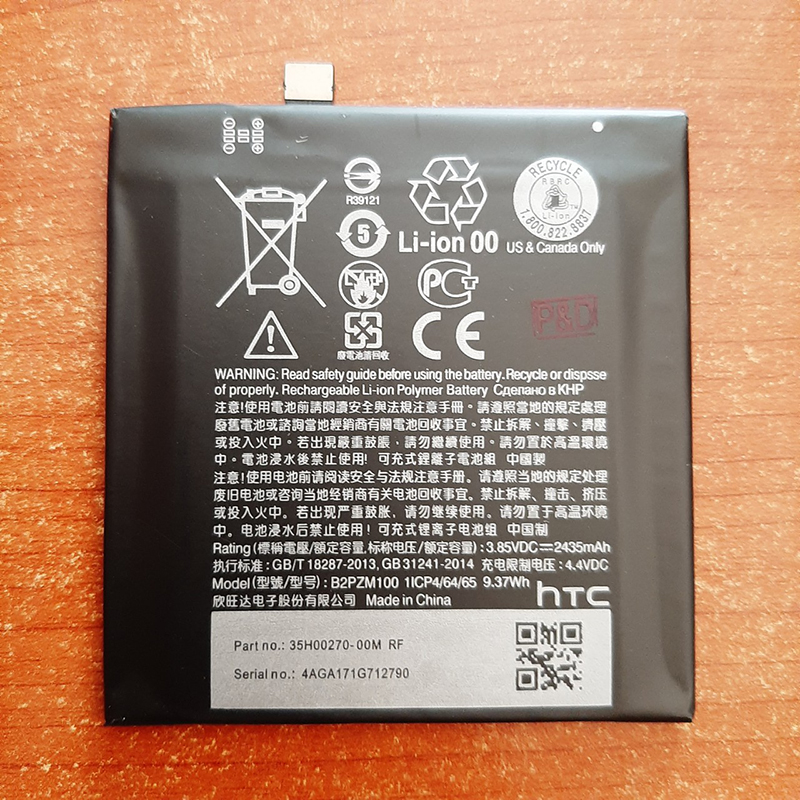 R39121
5
Li-ion 00
RECYCLE
RBRC
Li-ion
1.800.822.8837
US & Canada Only
廢電池請回收
P&D
CE
WARNING: Read safety guide before using the battery. Recycle or dispsse
of properly. Rechargeable Li-ion Polymer Battery Сделано в КНР
注意!使用電池前請閱讀安全與法規注意手冊。請遵照當地的規定處理
廢舊電池或諮詢當地經銷商有關電池回收事宜。禁止拆解、撞擊、擠壓
或投入火中。若出現嚴重鼓脹，請勿繼續使用。請勿置於高溫環境
中。電池浸水後禁止使用! 可充式鋰離子電池組 中國製
注意!使用电池前请阅读安全与法规注意手册。请遵照当地的规定处理
废旧电池或咨询当地经销商有关电池回收事宜。禁止拆解、撞击、挤压
或投入火中。若出现严重鼓胀，请勿继续使用。请勿置于高温环境
中。电池浸水后禁止使用! 可充式锂离子电池组 中国制
Rating (標稱電壓/額定容量,标称电压/额定容量): 3.85VDC⎓2435mAh
执行标准: GB/T 18287-2013, GB 31241-2014 充电限制电压: 4.4VDC
Model (型號/型号): B2PZM100 1ICP4/64/65 9.37Wh
欣旺达电子股份有限公司 Made in China
hTC
Part no.: 35H00270-00M RF
Serial no.: 4AGA171G712790